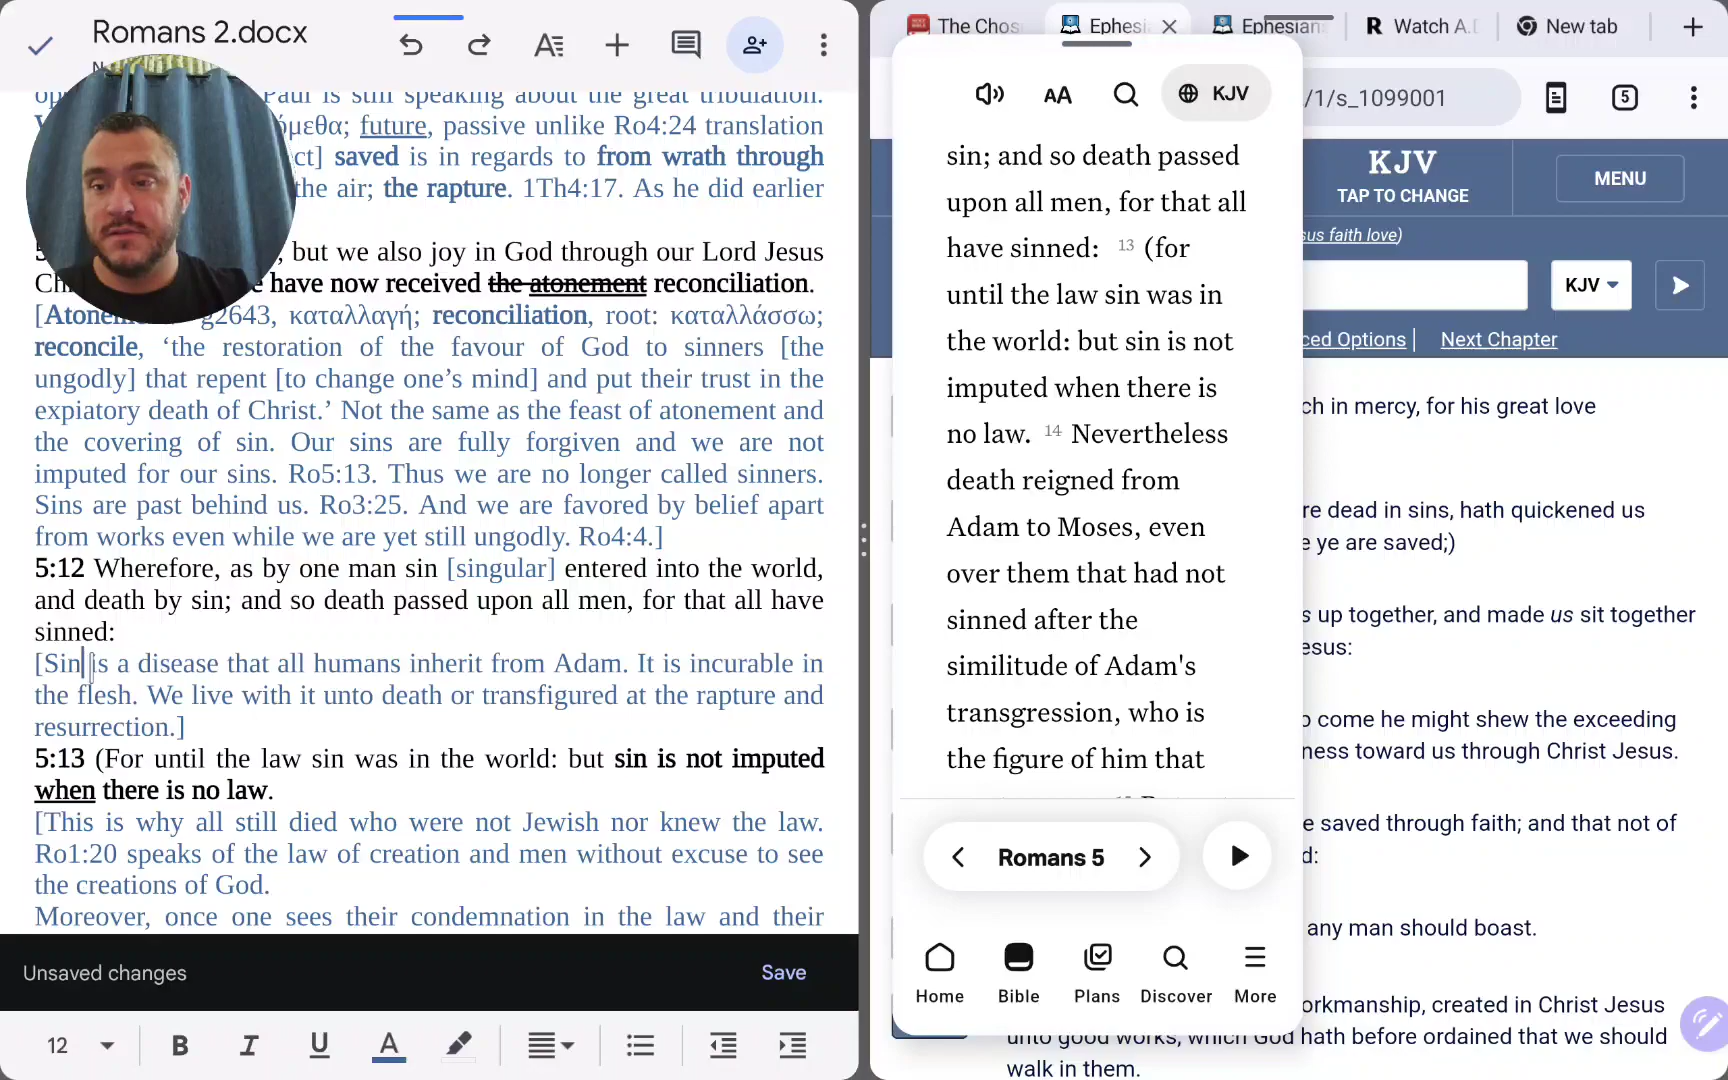 Romans 2.docx
Paul is still speaking about the great tribulation.
όμεθα; future, passive unlike Ro4:24 translation
ect] saved is in regards to from wrath through
the air; the rapture. 1Th4:17. As he did earlier
, but we also joy in God through our Lord Jesus
have now received the atonement reconciliation.
g2643, καταλλαγή; reconciliation, root: καταλλάσσω;
reconcile, ‘the restoration of the favour of God to sinners [the
ungodly] that repent [to change one’s mind] and put their trust in the
expiatory death of Christ.’ Not the same as the feast of atonement and
the covering of sin. Our sins are fully forgiven and we are not
imputed for our sins. Ro5:13. Thus we are no longer called sinners.
Sins are past behind us. Ro3:25. And we are favored by belief apart
from works even while we are yet still ungodly. Ro4:4.]
5:12 Wherefore, as by one man sin [singular] entered into the world,
and death by sin; and so death passed upon all men, for that all have
sinned:
[Sin is a disease that all humans inherit from Adam. It is incurable in
the flesh. We live with it unto death or transfigured at the rapture and
resurrection.]
5:13 (For until the law sin was in the world: but sin is not imputed
when there is no law.
[This is why all still died who were not Jewish nor knew the law.
Ro1:20 speaks of the law of creation and men without excuse to see
the creations of God.
Moreover, once one sees their condemnation in the law and their
Unsaved changes
Save
12 B I U A
The Chos
Ephesi
Ephesian
R Watch A.D
New tab
/1/s_1099001
5
KJV
TAP TO CHANGE
MENU
sus faith love)
KJV
ced Options | Next Chapter
ch in mercy, for his great love
re dead in sins, hath quickened us
e ye are saved;)
s up together, and made us sit together
esus:
o come he might shew the exceeding
ness toward us through Christ Jesus.
e saved through faith; and that not of
d:
any man should boast.
orkmanship, created in Christ Jesus
unto good works, which God hath before ordained that we should
walk in them.
AA
KJV
sin; and so death passed
upon all men, for that all
have sinned: 13 (for
until the law sin was in
the world: but sin is not
imputed when there is
no law. 14 Nevertheless
death reigned from
Adam to Moses, even
over them that had not
sinned after the
similitude of Adam's
transgression, who is
the figure of him that
Romans 5
Home
Bible
Plans
Discover
More